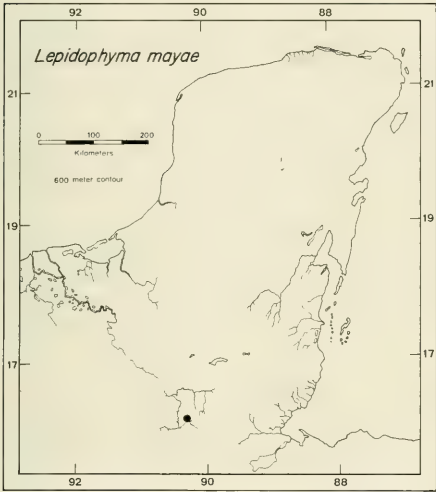 92 90 88
Lepidophyma mayae
21 21
0 100 200
Kilometers
600 meter contour
19 19
17 17
92 90 88